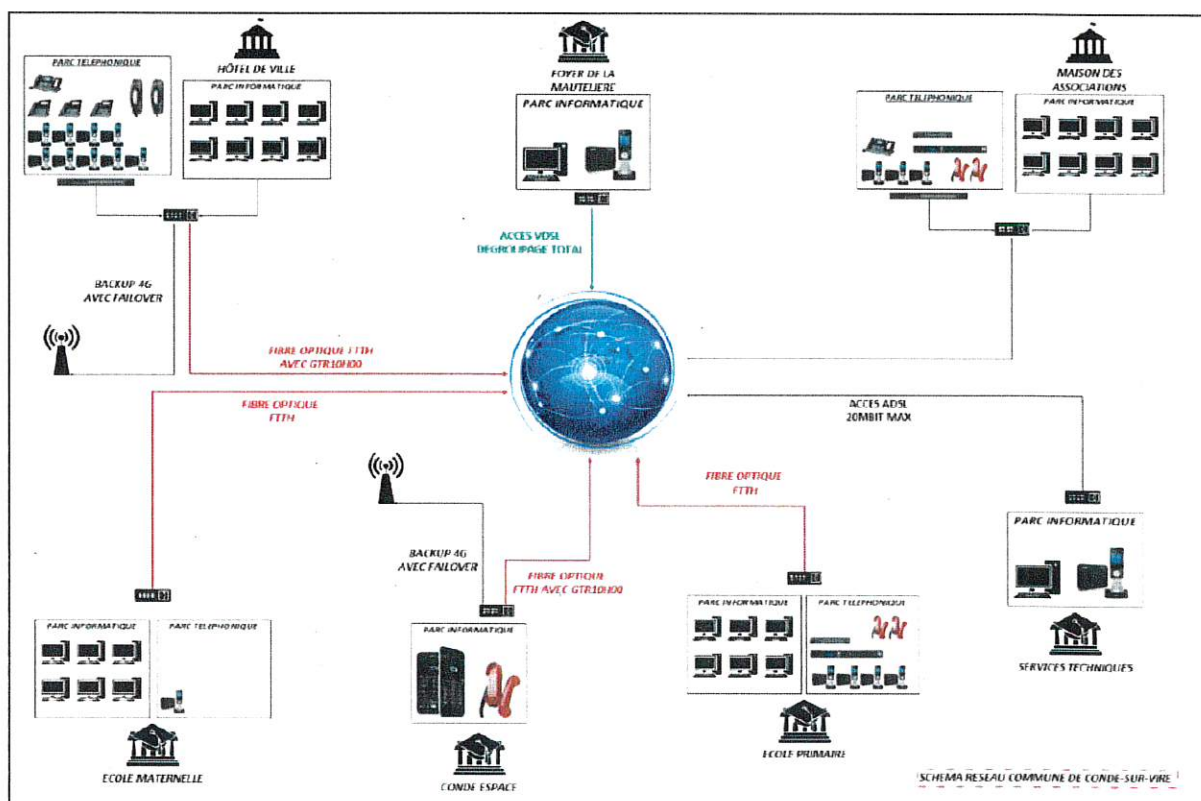 PARC TELEPHONIQUE
HÔTEL DE VILLE
PARC INFORMATIQUE
FOYER DE LA
MAUTELIERE
PARC INFORMATIQUE
MAISON DES
ASSOCIATIONS
PARC TELEPHONIQUE
PARC INFORMATIQUE
ACCES VDSL
DEGROUPAGE TOTAL
BACKUP 4G
AVEC FAILOVER
FIBRE OPTIQUE FTTH
AVEC GTR10H00
FIBRE OPTIQUE
FTTH
ACCES ADSL
20MBIT MAX
FIBRE OPTIQUE
FTTH
BACKUP 4G
AVEC FAILOVER
FIBRE OPTIQUE
FTTH AVEC GTR10H00
PARC INFORMATIQUE
PARC INFORMATIQUE
PARC TELEPHONIQUE
PARC INFORMATIQUE
PARC INFORMATIQUE
PARC TELEPHONIQUE
SERVICES TECHNIQUES
ECOLE MATERNELLE
CONDE ESPACE
ECOLE PRIMAIRE
SCHEMA RESEAU COMMUNE DE CONDE-SUR-VIRE